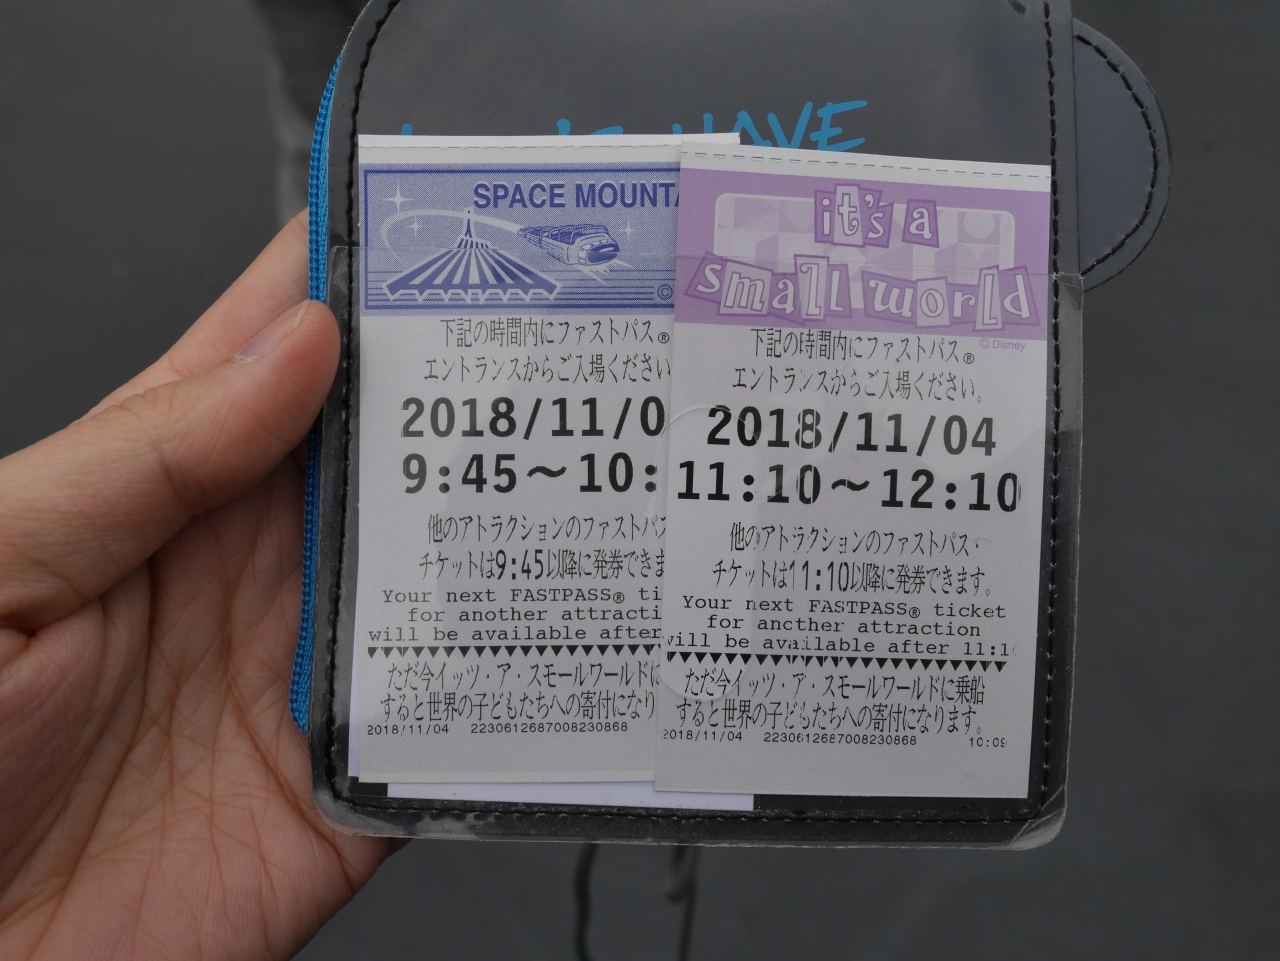 HAVE
SPACE MOUNTA
©
下記の時間内にファストパス®
エントランスからご入場ください
2018/11/0
9:45～10:
他のアトラクションのファストパス
チケットは9:45以降に発券できま
Your next FASTPASS® ti
for another attracti
will be available after
ただ今イッツ・ア・スモールワールドに
すると世界の子どもたちへの寄付になり
2018/11/04 2230612687008230868
it's a
small world
© Disney
下記の時間内にファストパス®
エントランスからご入場ください。
2018/11/04
11:10～12:10
他のアトラクションのファストパス・
チケットは11:10以降に発券できます。
Your next FASTPASS® ticket
for another attraction
will be available after 11:1
ただ今イッツ・ア・スモールワールドに乗船
すると世界の子どもたちへの寄付になります。
2018/11/04 2230612687008230868 10:09